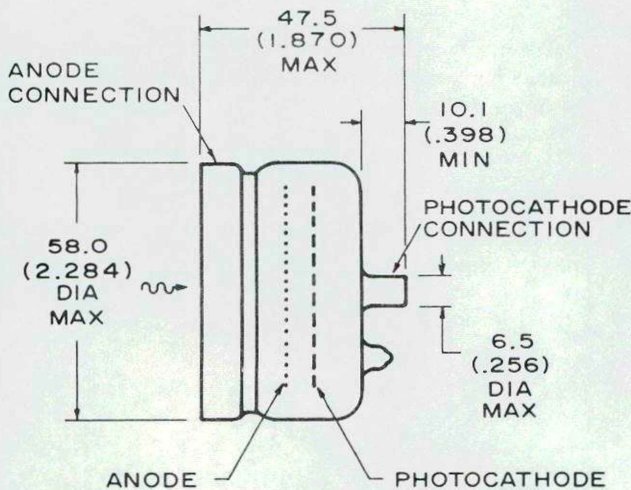 47.5
(1.870)
MAX
ANODE
CONNECTION
10.1
(.398)
MIN
PHOTOCATHODE
CONNECTION
58.0
(2.284)
DIA
MAX
6.5
(.256)
DIA
MAX
ANODE
PHOTOCATHODE